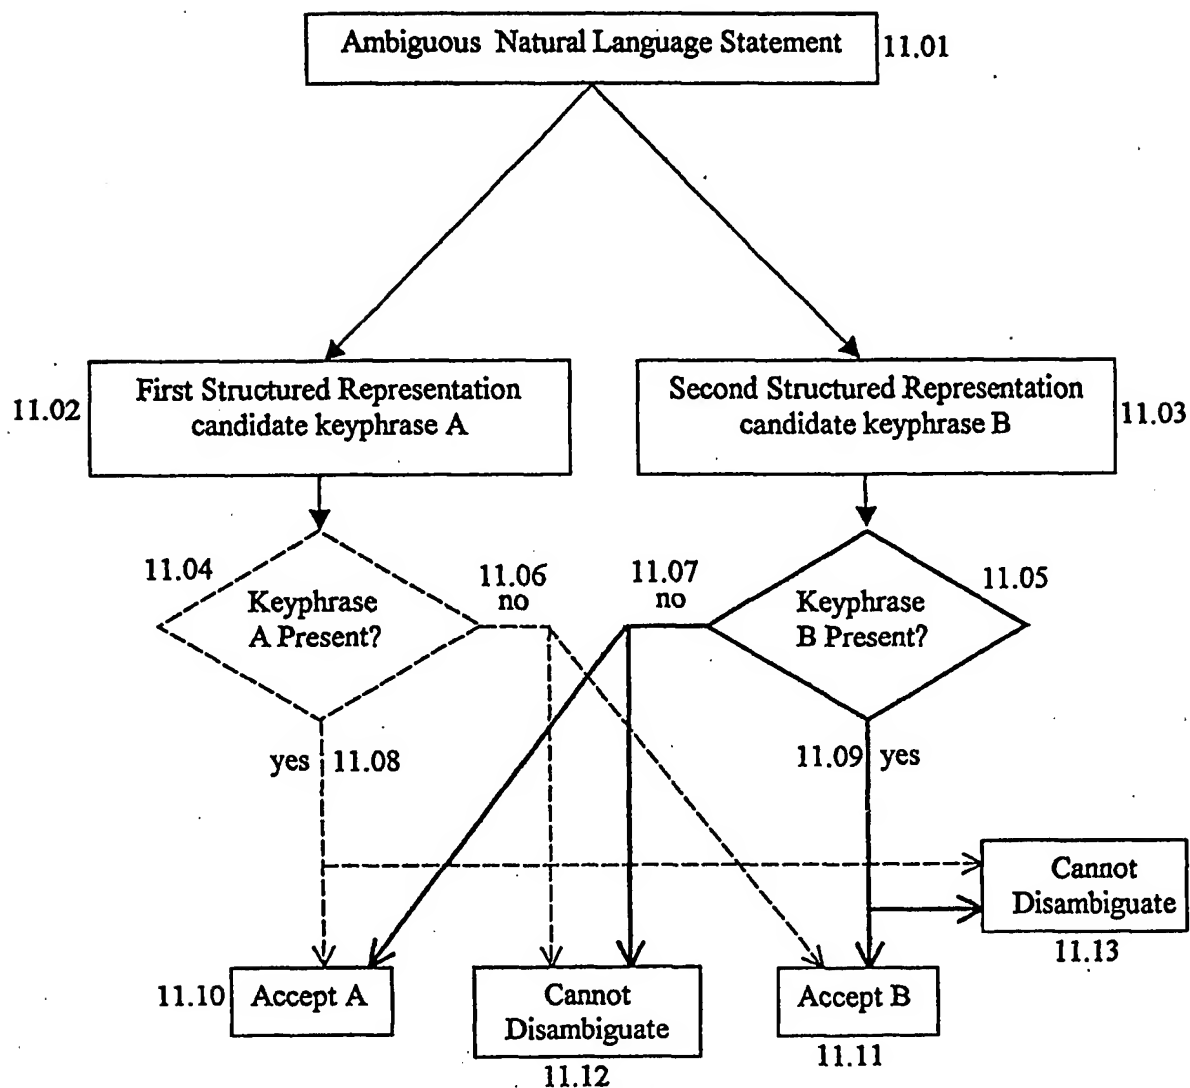 Ambiguous Natural Language Statement
11.01
First Structured Representation
candidate keyphrase A
11.02
Second Structured Representation
candidate keyphrase B
11.03
11.04
Keyphrase
A Present?
11.06
no
11.07
no
Keyphrase
B Present?
11.05
yes
11.08
11.09
yes
Cannot
Disambiguate
11.13
11.10
Accept A
Cannot
Disambiguate
11.12
Accept B
11.11